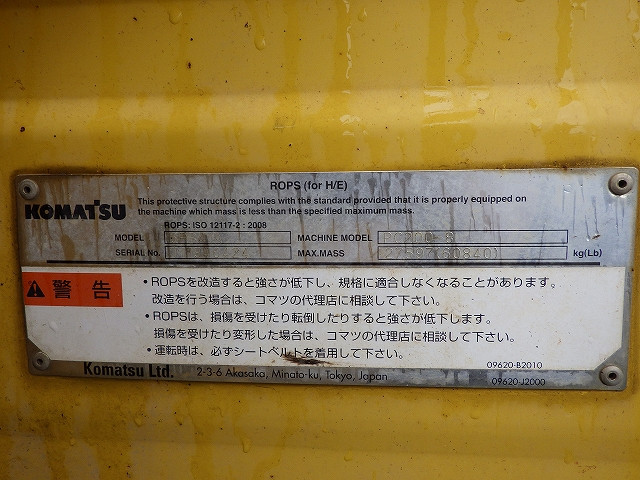 ROPS (for H/E)
KOMATSU
This protective structure complies with the standard provided that it is properly equipped on
the machine which mass is less than the specified maximum mass.
ROPS: ISO 12117-2 : 2008
MODEL MACHINE MODEL PC200-8
SERIAL No. MAX.MASS 27597(60840) kg(Lb)
警告
・ROPSを改造すると強さが低下し、規格に適合しなくなることがあります。
改造を行う場合は、コマツの代理店に相談して下さい。
・ROPSは、損傷を受けたり転倒したりすると強さが低下します。
損傷を受けたり変形した場合は、コマツの代理店に相談して下さい。
・運転時は、必ずシートベルトを着用して下さい。
09620-B2010
Komatsu Ltd. 2-3-6 Akasaka, Minato-ku, Tokyo, Japan
09620-J2000